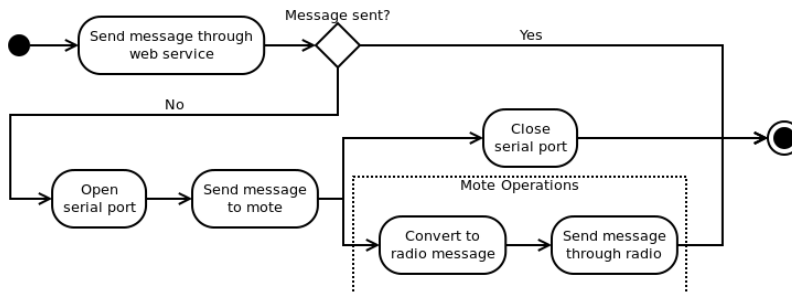 Message sent?
Send message through
web service
Yes
No
Close
serial port
Open
serial port
Send message
to mote
Mote Operations
Convert to
radio message
Send message
through radio